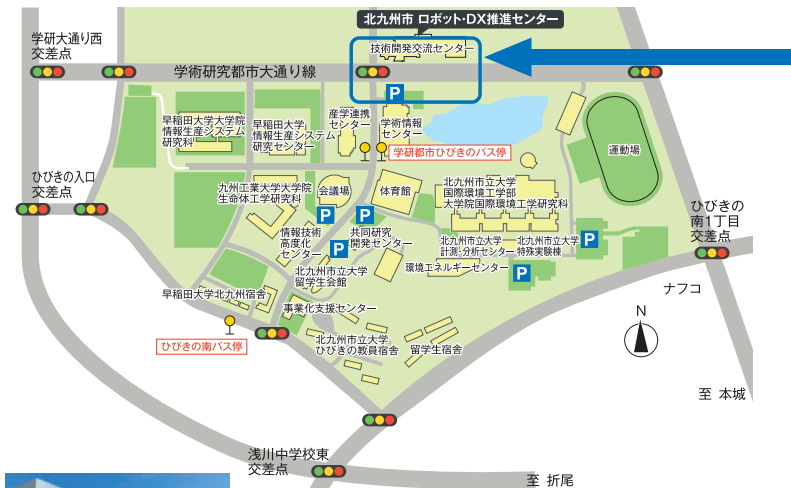 北九州市 ロボット・DX推進センター
技術開発交流センター
学研大通り西
交差点
学術研究都市大通り線
P
早稲田大学大学院
情報生産システム
研究科
早稲田大学
情報生産システム
研究センター
産学連携
センター
学術情報
センター
学研都市ひびきのバス停
運動場
ひびきの入口
交差点
九州工業大学大学院
生命体工学研究科
会議場
体育館
北九州市立大学
国際環境工学部
大学院国際環境工学研究科
ひびきの
南1丁目
交差点
P
P
P
情報技術
高度化
センター
共同研究
開発センター
北九州市立大学
計測・分析センター
北九州市立大学
特殊実験棟
P
P
環境エネルギーセンター
北九州市立大学
留学生会館
ナフコ
早稲田大学北九州宿舎
事業化支援センター
N
ひびきの南バス停
北九州市立大学
ひびきの教員宿舎
留学生宿舎
至 本城
浅川中学校東
交差点
至 折尾